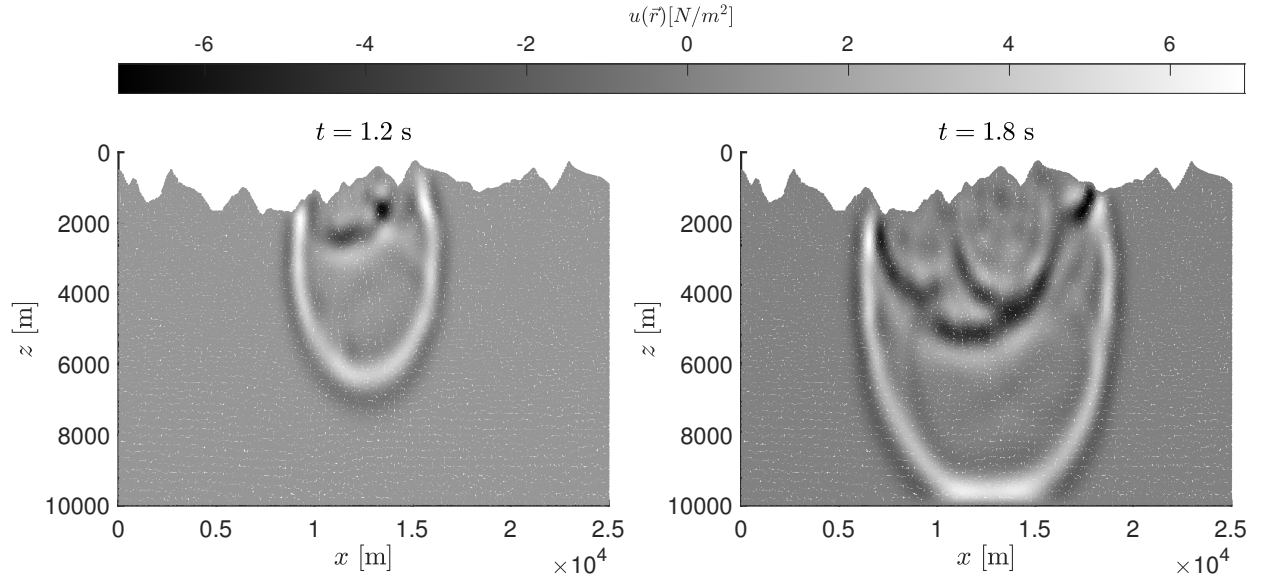 u(r⃗)[N/m²]
-6 -4 -2 0 2 4 6
t = 1.2 s t = 1.8 s
0 0
2000 2000
4000 4000
z [m] z [m]
6000 6000
8000 8000
10000 10000
0 0.5 1 1.5 2 2.5 0 0.5 1 1.5 2 2.5
x [m] ×10⁴ x [m] ×10⁴